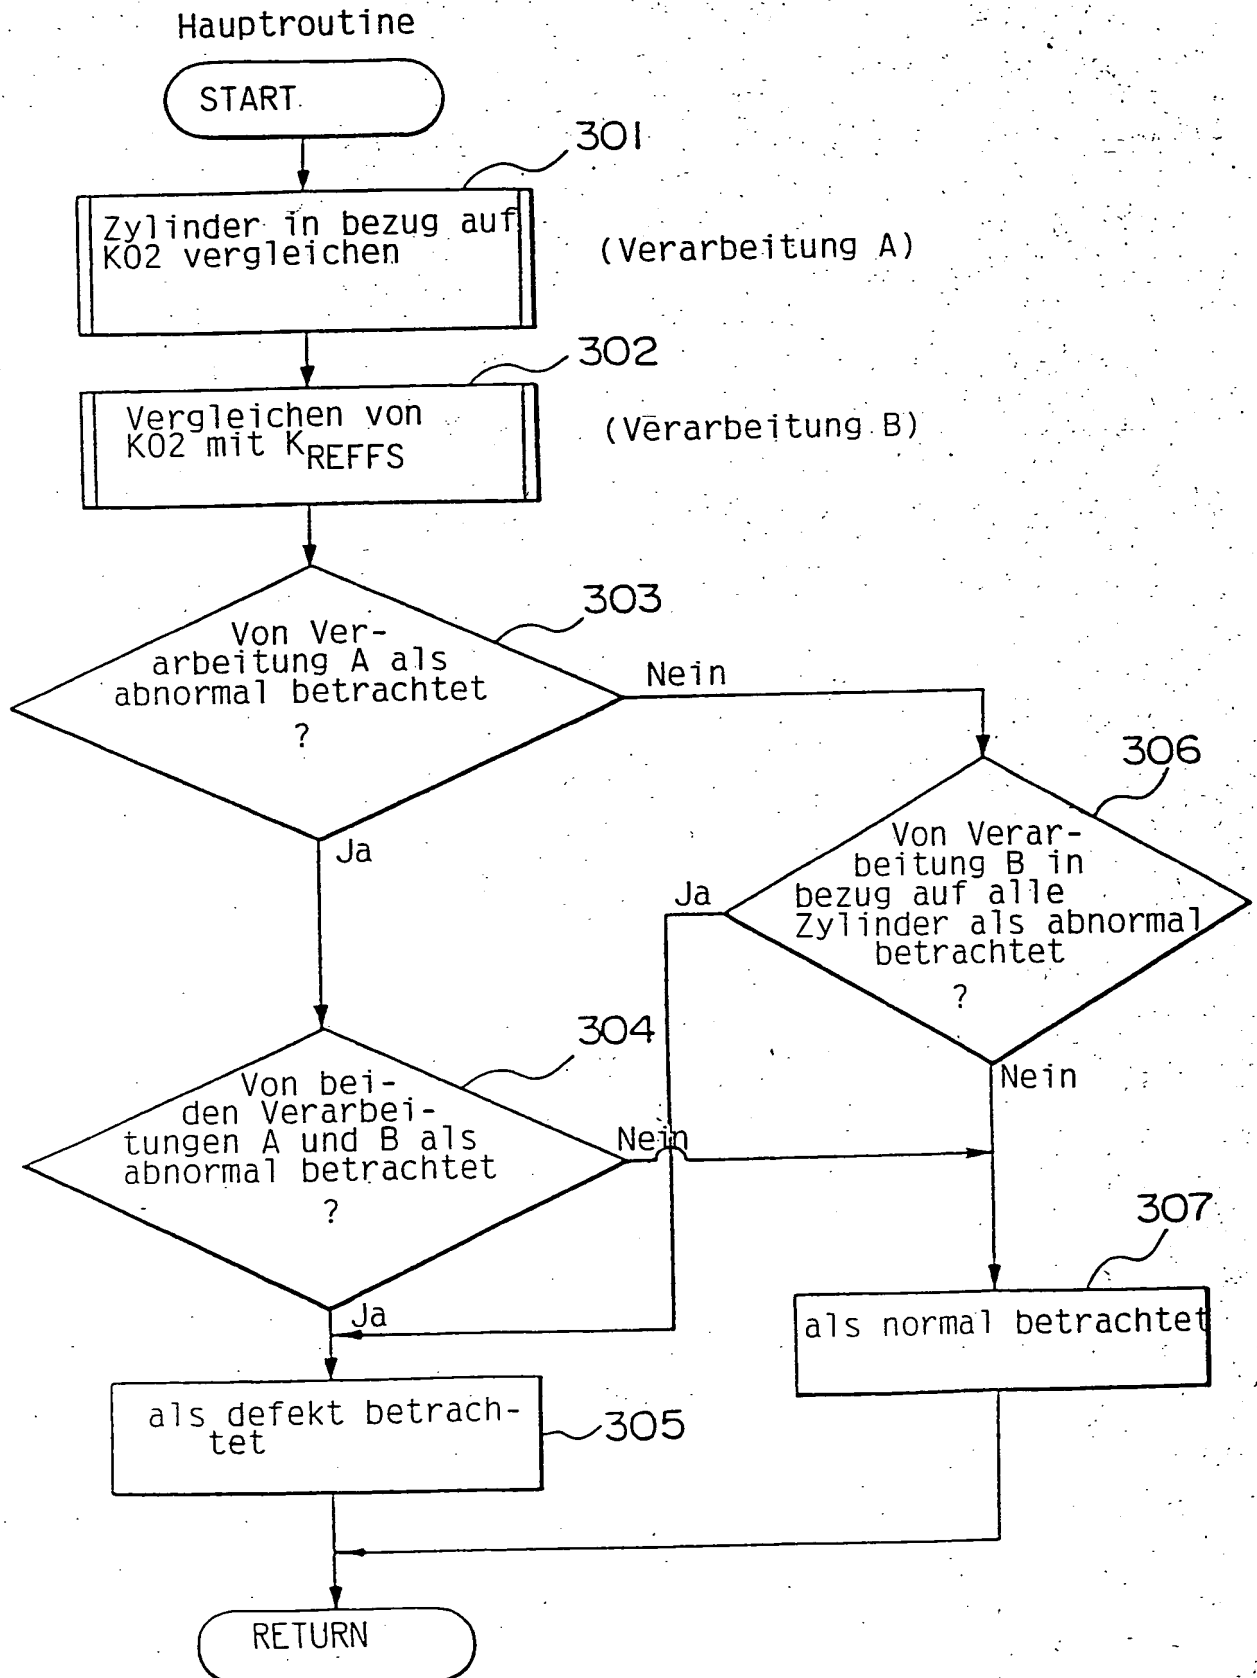 Hauptroutine
START
301
Zylinder in bezug auf
KO2 vergleichen
(Verarbeitung A)
302
Vergleichen von
KO2 mit KREFFS
(Verarbeitung B)
303
Von Ver-
arbeitung A als
abnormal betrachtet
?
Nein
Ja
306
Von Verar-
beitung B in
bezug auf alle
Zylinder als abnormal
betrachtet
?
Ja
Nein
304
Von bei-
den Verarbei-
tungen A und B als
abnormal betrachtet
?
Nein
Ja
307
als normal betrachtet
als defekt betrach-
tet
305
RETURN